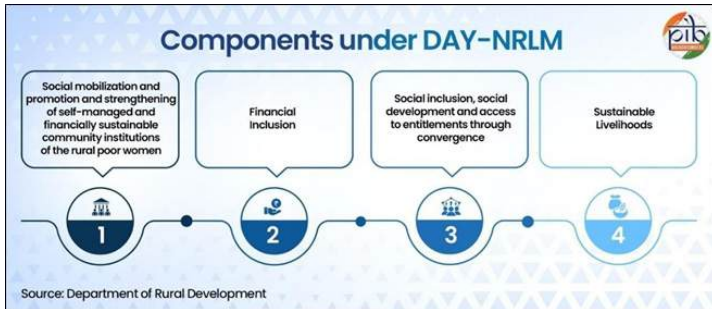 Components under DAY-NRLM
pib
Social mobilization and
promotion and strengthening
of self-managed and
financially sustainable
community institutions
of the rural poor women
Financial
Inclusion
Social inclusion, social
development and access
to entitlements through
convergence
Sustainable
Livelihoods
1
2
3
4
Source: Department of Rural Development